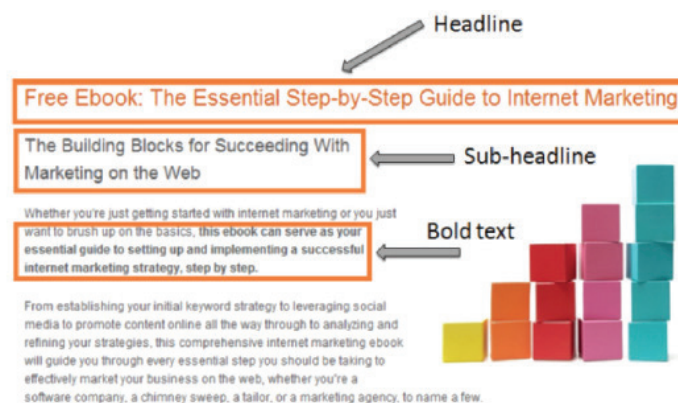 Headline
Free Ebook: The Essential Step-by-Step Guide to Internet Marketing
The Building Blocks for Succeeding With
Marketing on the Web
Sub-headline
Whether you're just getting started with internet marketing or you just
want to brush up on the basics, this ebook can serve as your
essential guide to setting up and implementing a successful
internet marketing strategy, step by step.
Bold text
From establishing your initial keyword strategy to leveraging social
media to promote content online all the way through to analyzing and
refining your strategies, this comprehensive internet marketing ebook
will guide you through every essential step you should be taking to
effectively market your business on the web, whether you're a
software company, a chimney sweep, a tailor, or a marketing agency, to name a few.